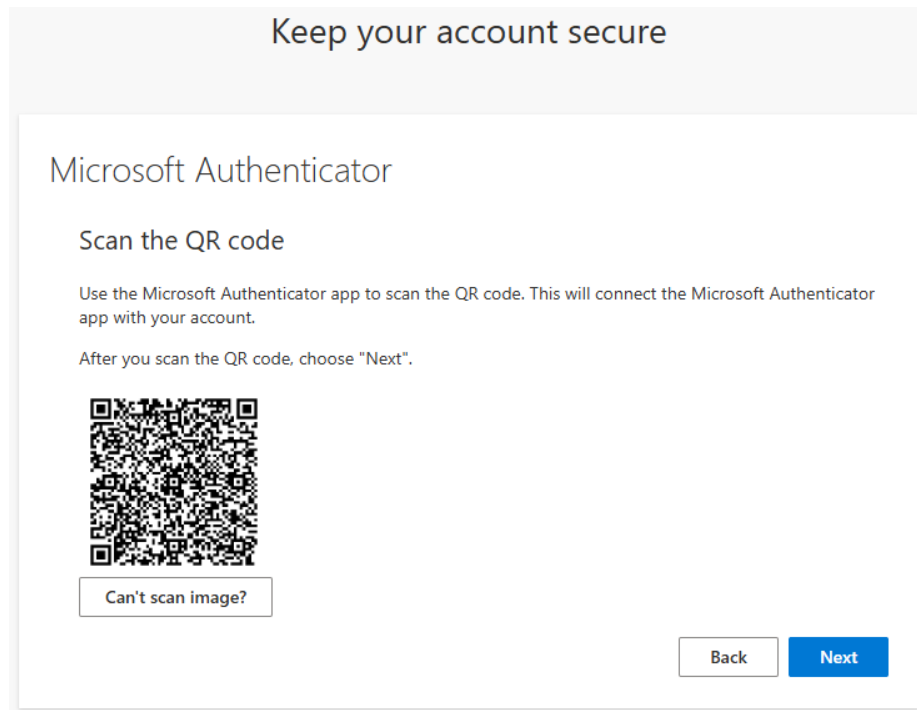 Keep your account secure
Microsoft Authenticator
Scan the QR code
Use the Microsoft Authenticator app to scan the QR code. This will connect the Microsoft Authenticator
app with your account.
After you scan the QR code, choose "Next".
Can't scan image?
Back
Next